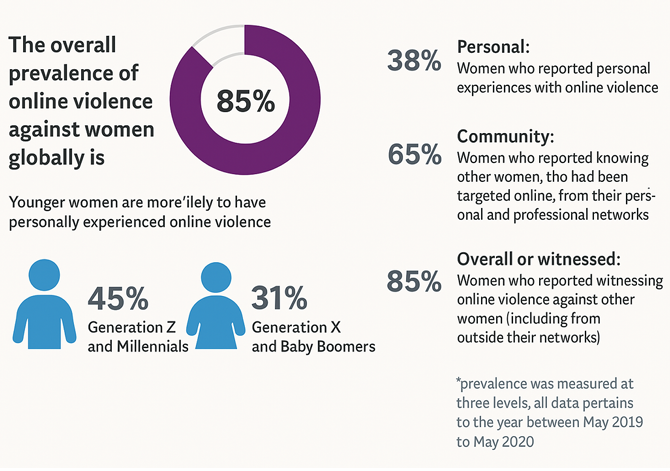 The overall
prevalence of
online violence
against women
globally is
85%
Younger women are more'ilely to have
personally experienced online violence
45%
Generation Z
and Millennials
31%
Generation X
and Baby Boomers
38%
Personal:
Women who reported personal
experiences with online violence
65%
Community:
Women who reported knowing
other women, tho had been
targeted online, from their pers-
onal and professional networks
85%
Overall or witnessed:
Women who reported witnessing
online violence against other
women (including from
outside their networks)
*prevalence was measured at
three levels, all data pertains
to the year between May 2019
to May 2020